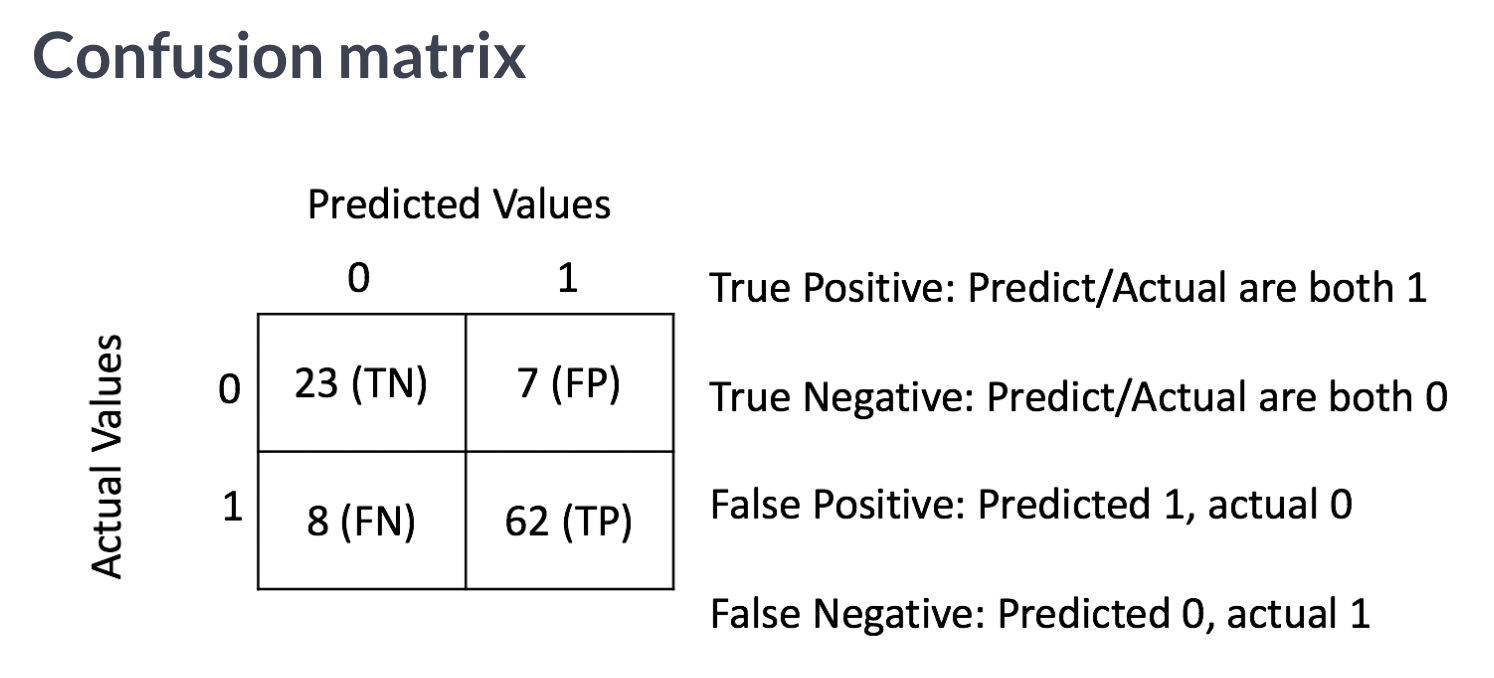 Confusion matrix
Predicted Values
0 1
Actual Values
0 23 (TN) 7 (FP)
1 8 (FN) 62 (TP)
True Positive: Predict/Actual are both 1
True Negative: Predict/Actual are both 0
False Positive: Predicted 1, actual 0
False Negative: Predicted 0, actual 1